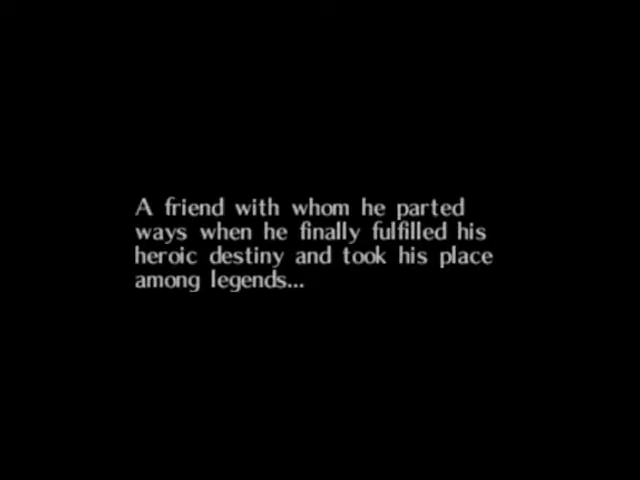 A friend with whom he parted
ways when he finally fulfilled his
heroic destiny and took his place
among legends...